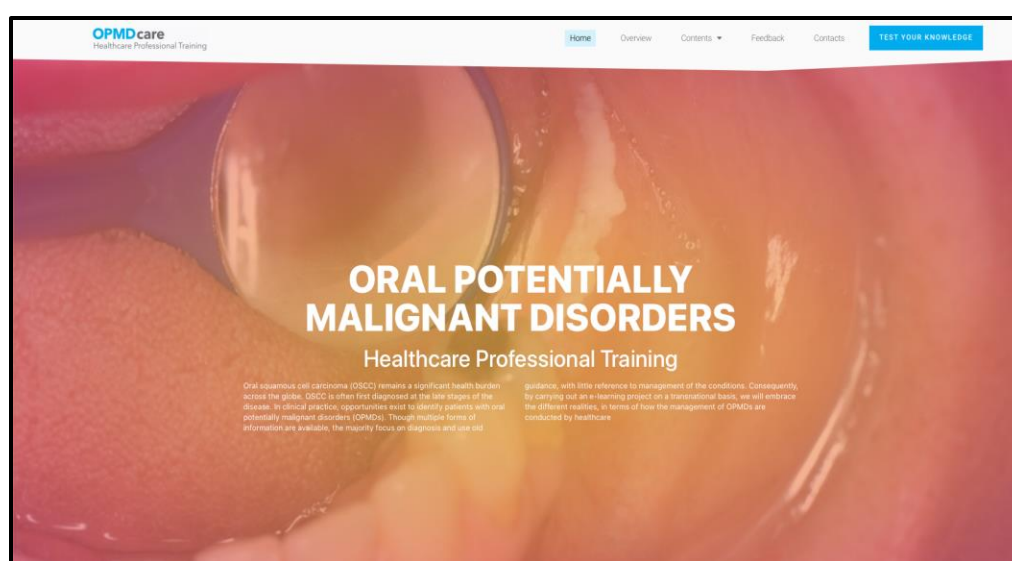 OPMDcare
Healthcare Professional Training
Home
Overview
Contents
Feedback
Contacts
TEST YOUR KNOWLEDGE
ORAL POTENTIALLY
MALIGNANT DISORDERS
Healthcare Professional Training
Oral squamous cell carcinoma (OSCC) remains a significant health burden
across the globe. OSCC is often first diagnosed at the late stages of the
disease. In clinical practice, opportunities exist to identify patients with oral
potentially malignant disorders (OPMDs). Though multiple forms of
information are available, the majority focus on diagnosis and use old
guidance, with little reference to management of the conditions. Consequently,
by carrying out an e-learning project on a transnational basis, we will embrace
the different realities, in terms of how the management of OPMDs are
conducted by healthcare